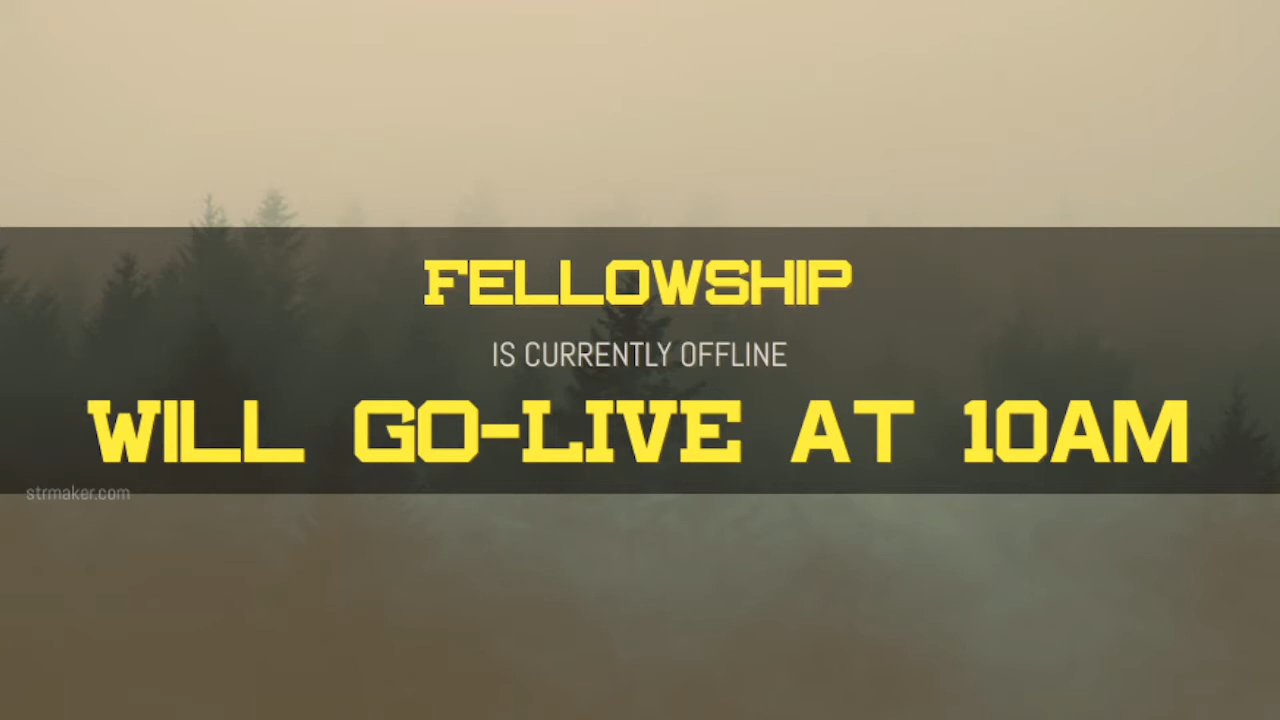 FELLOWSHIP
IS CURRENTLY OFFLINE
WILL GO-LIVE AT 10AM
strmaker.com